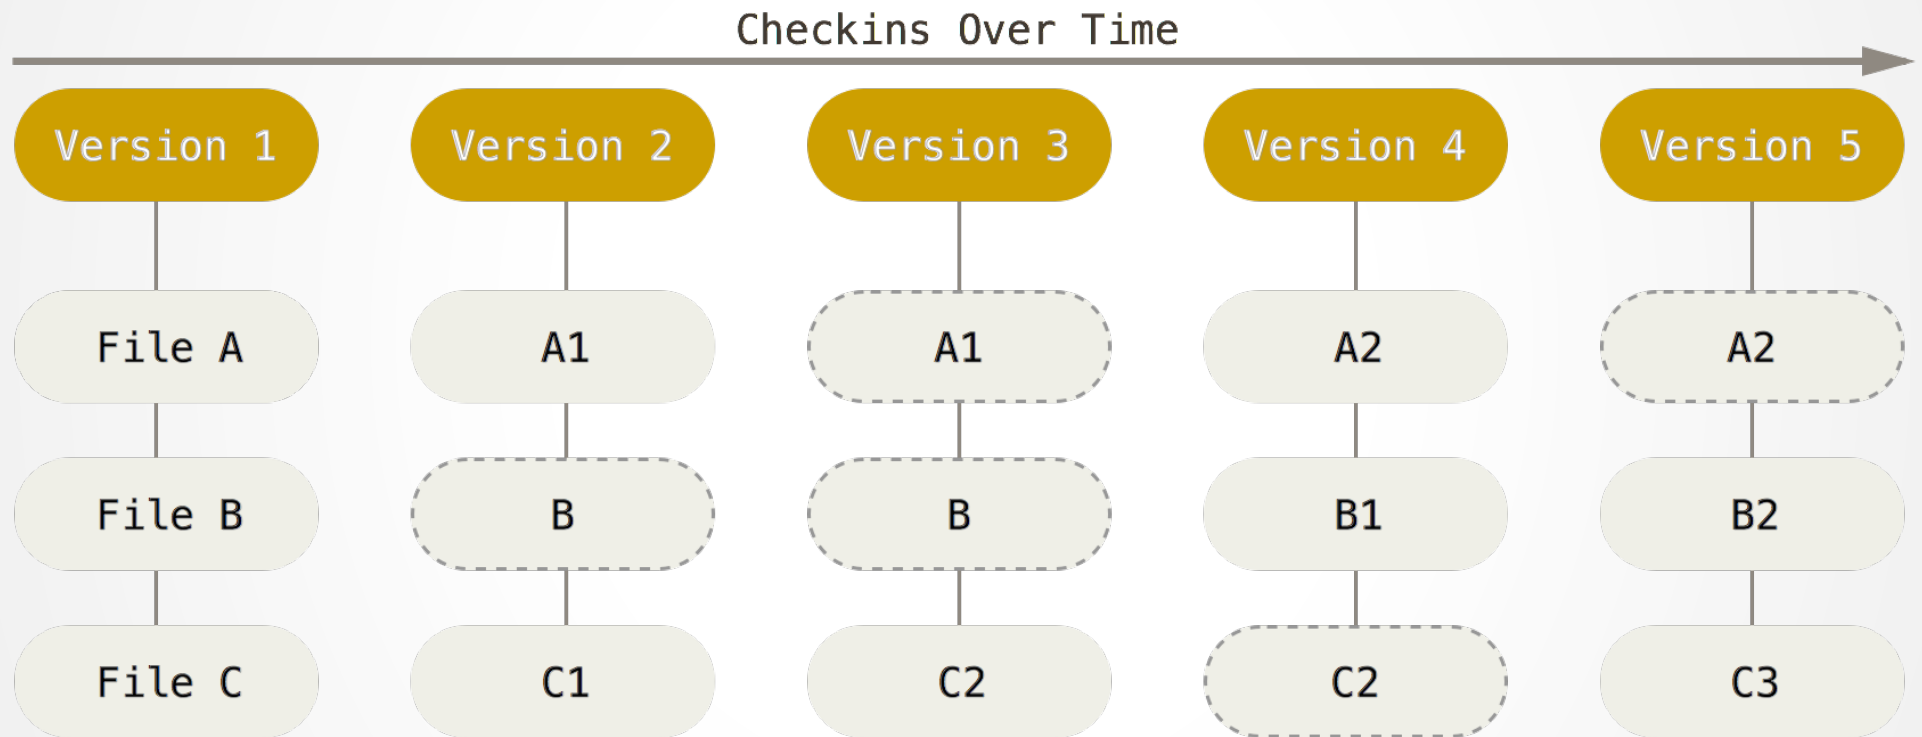 Checkins Over Time
Version 1 Version 2 Version 3 Version 4 Version 5
File A A1 A1 A2 A2
File B B B B1 B2
File C C1 C2 C2 C3